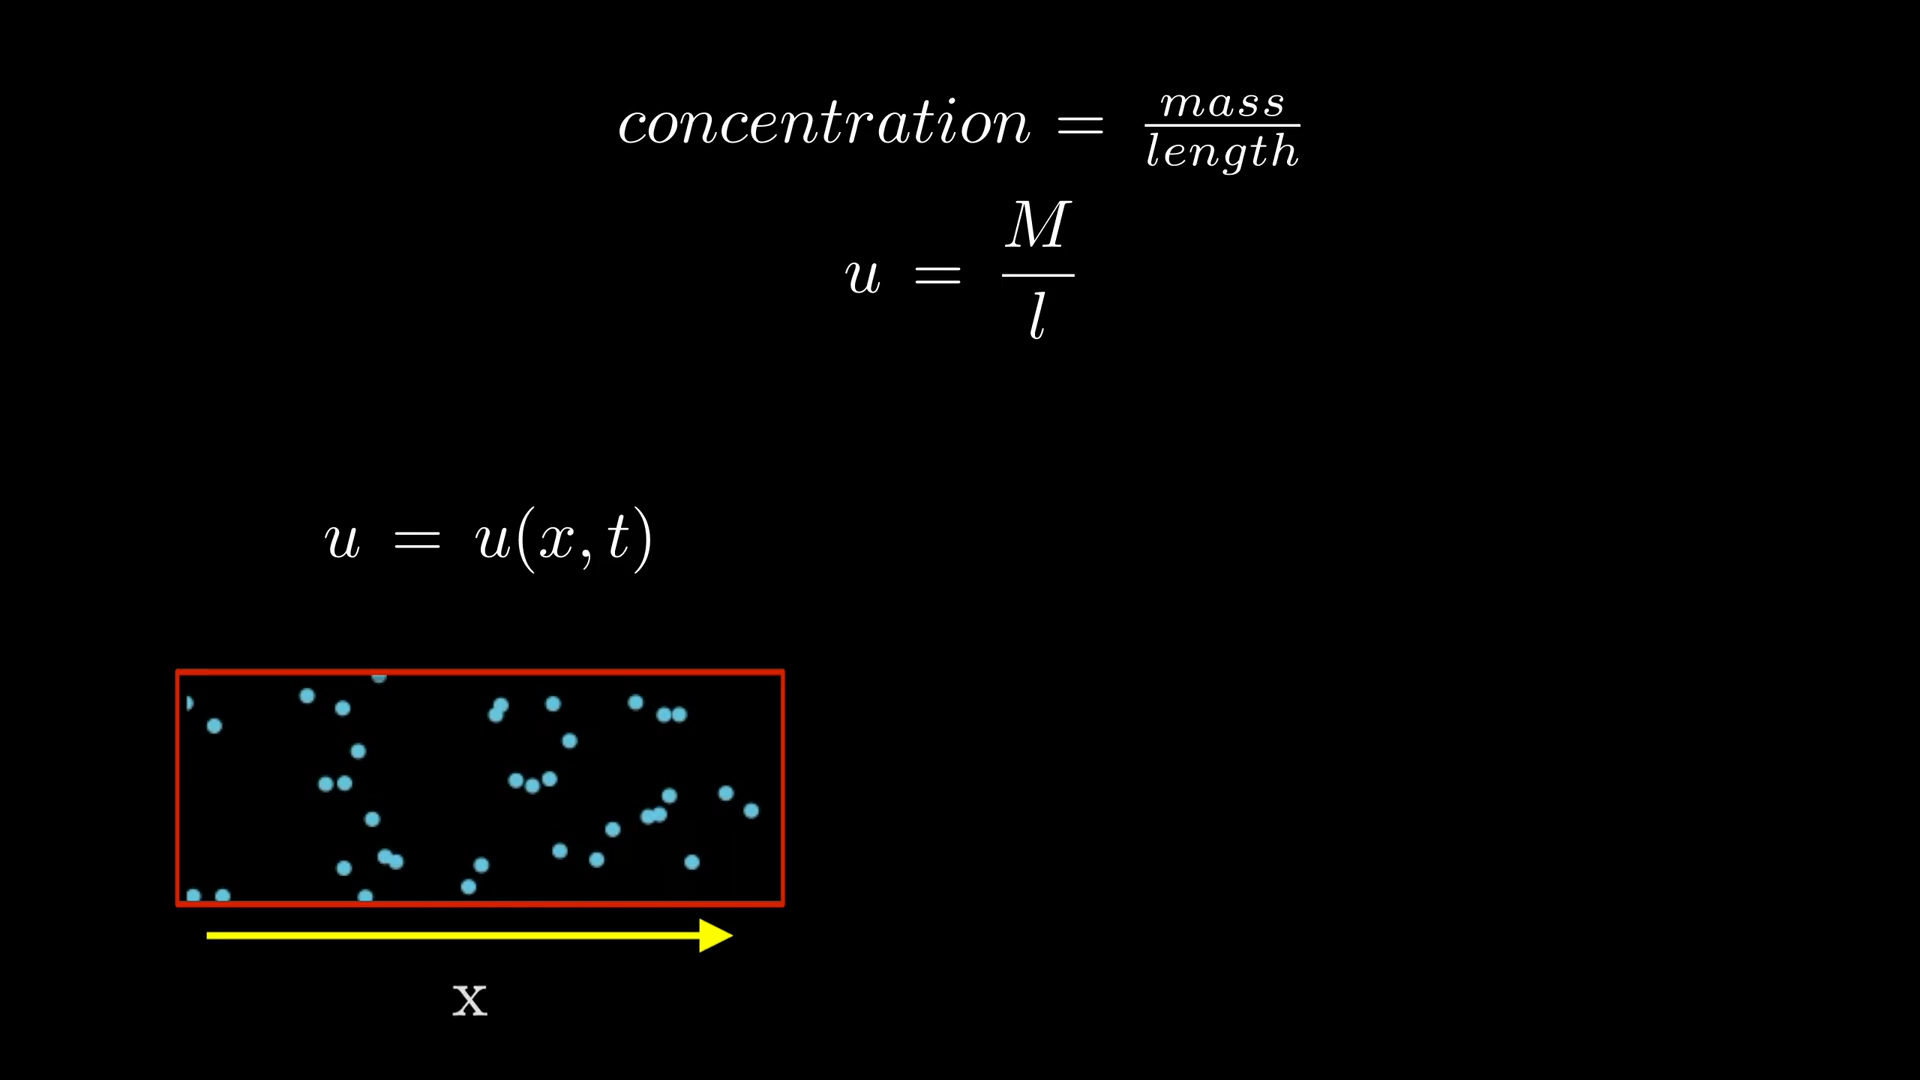 concentration = mass/length
u = M/l
u = u(x, t)
x